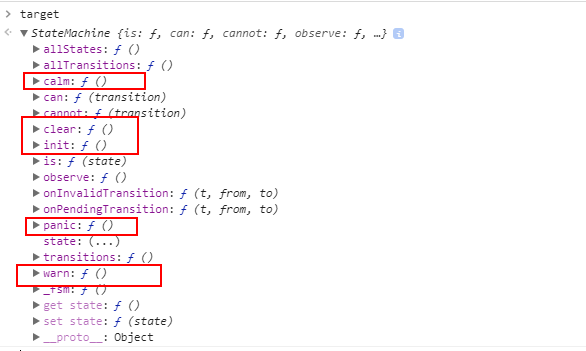 > target
StateMachine {is: ƒ, can: ƒ, cannot: ƒ, observe: ƒ, …} i
allStates: ƒ ()
allTransitions: ƒ ()
calm: ƒ ()
can: ƒ (transition)
cannot: ƒ (transition)
clear: ƒ ()
init: ƒ ()
is: ƒ (state)
observe: ƒ ()
onInvalidTransition: ƒ (t, from, to)
onPendingTransition: ƒ (t, from, to)
panic: ƒ ()
state: (...)
transitions: ƒ ()
warn: ƒ ()
_fsm: ƒ ()
get state: ƒ ()
set state: ƒ (state)
__proto__: Object